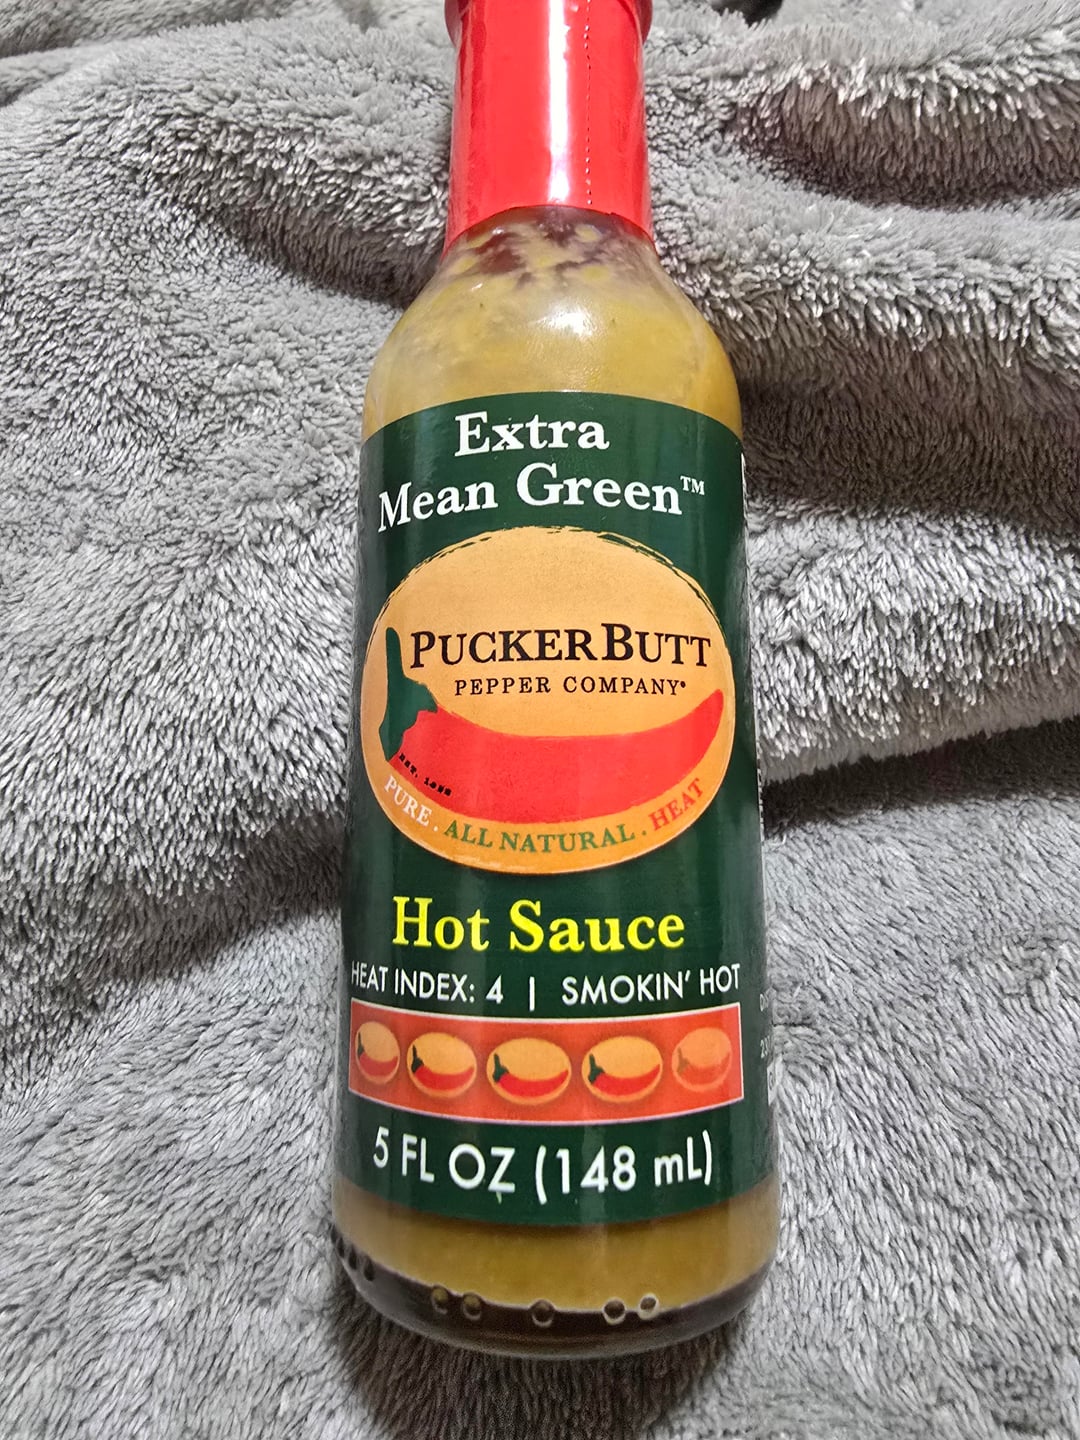 Extra
Mean Green™
PUCKERBUTT
PEPPER COMPANY
PURE . ALL NATURAL . HEAT
Hot Sauce
HEAT INDEX: 4 | SMOKIN' HOT
5 FL OZ (148 mL)